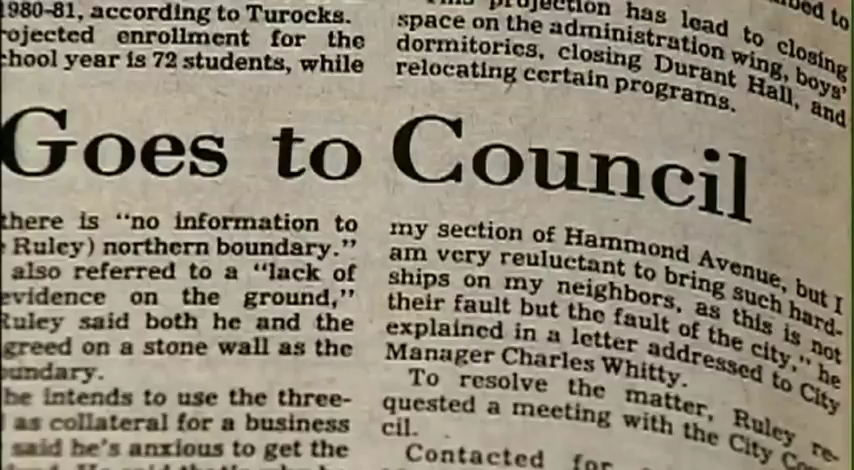 1980-81, according to Turocks.
ojected enrollment for the
hool year is 72 students, while
projection has lead to closing
space on the administration wing, boys'
dormitories, closing Durant Hall, and
relocating certain programs.
Goes to Council
there is "no information to
Ruley) northern boundary."
also referred to a "lack of
evidence on the ground,"
Ruley said both he and the
greed on a stone wall as the
undary.
he intends to use the three-
as collateral for a business
said he's anxious to get the
my section of Hammond Avenue, but I
am very reuluctant to bring such hard-
ships on my neighbors, as this is not
their fault but the fault of the city," he
explained in a letter addressed to City
Manager Charles Whitty.
To resolve the matter, Ruley re-
quested a meeting with the City Co
cil.
Contacted for